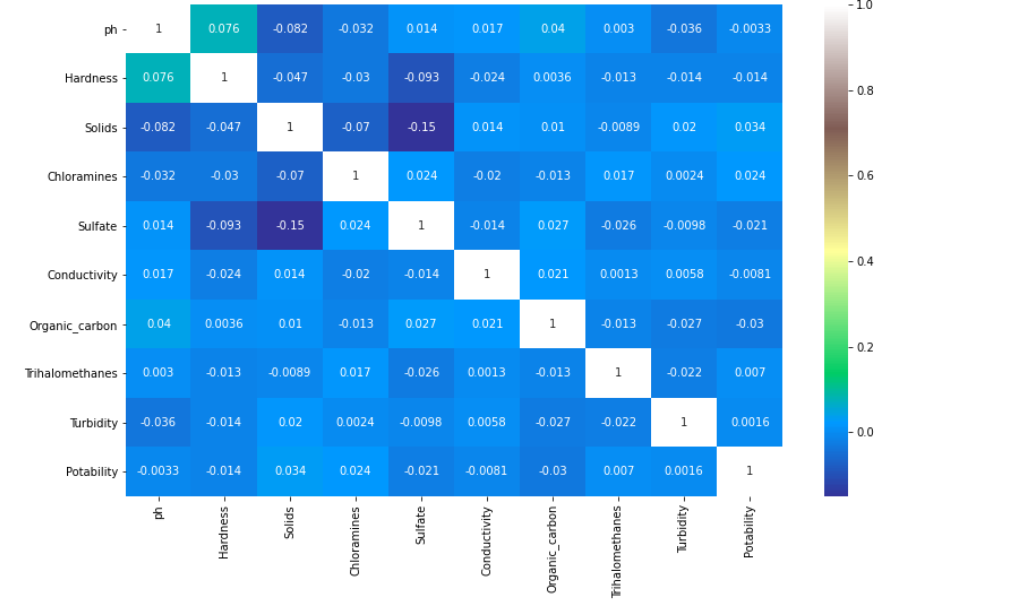 ph 1 0.076 -0.082 -0.032 0.014 0.017 0.04 0.003 -0.036 -0.0033
Hardness 0.076 1 -0.047 -0.03 -0.093 -0.024 0.0036 -0.013 -0.014 -0.014
Solids -0.082 -0.047 1 -0.07 -0.15 0.014 0.01 -0.0089 0.02 0.034
Chloramines -0.032 -0.03 -0.07 1 0.024 -0.02 -0.013 0.017 0.0024 0.024
Sulfate 0.014 -0.093 -0.15 0.024 1 -0.014 0.027 -0.026 -0.0098 -0.021
Conductivity 0.017 -0.024 0.014 -0.02 -0.014 1 0.021 0.0013 0.0058 -0.0081
Organic_carbon 0.04 0.0036 0.01 -0.013 0.027 0.021 1 -0.013 -0.027 -0.03
Trihalomethanes 0.003 -0.013 -0.0089 0.017 -0.026 0.0013 -0.013 1 -0.022 0.007
Turbidity -0.036 -0.014 0.02 0.0024 -0.0098 0.0058 -0.027 -0.022 1 0.0016
Potability -0.0033 -0.014 0.034 0.024 -0.021 -0.0081 -0.03 0.007 0.0016 1
ph
Hardness
Solids
Chloramines
Sulfate
Conductivity
Organic_carbon
Trihalomethanes
Turbidity
Potability
1.0
0.8
0.6
0.4
0.2
0.0